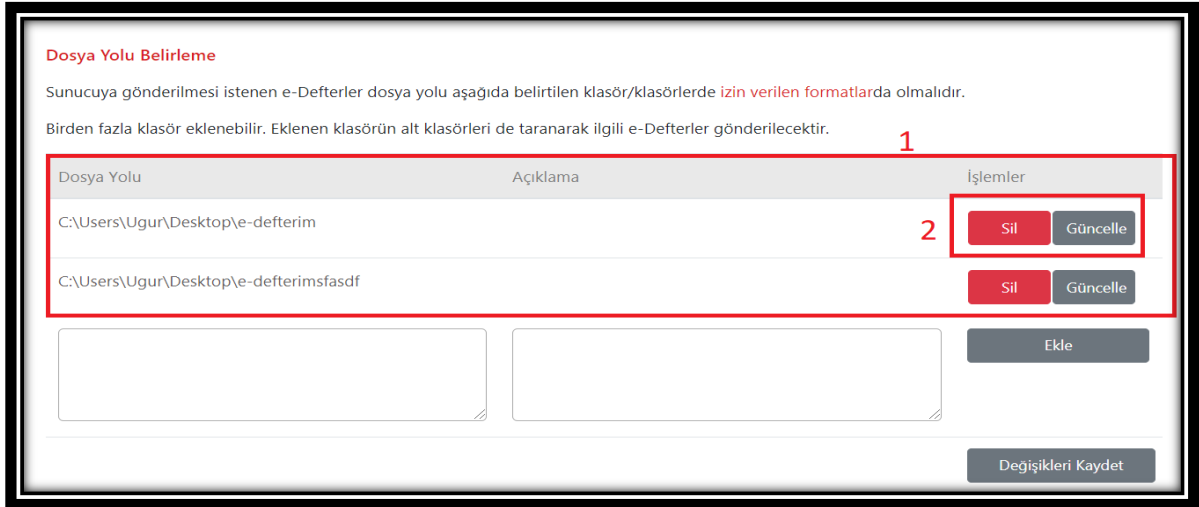 Dosya Yolu Belirleme
Sunucuya gönderilmesi istenen e-Defterler dosya yolu aşağıda belirtilen klasör/klasörlerde izin verilen formatlarda olmalıdır.
Birden fazla klasör eklenebilir. Eklenen klasörün alt klasörleri de taranarak ilgili e-Defterler gönderilecektir.
1
Dosya Yolu Açıklama İşlemler
C:\Users\Ugur\Desktop\e-defterim 2 Sil Güncelle
C:\Users\Ugur\Desktop\e-defterimsfasdf Sil Güncelle
Ekle
Değişikleri Kaydet